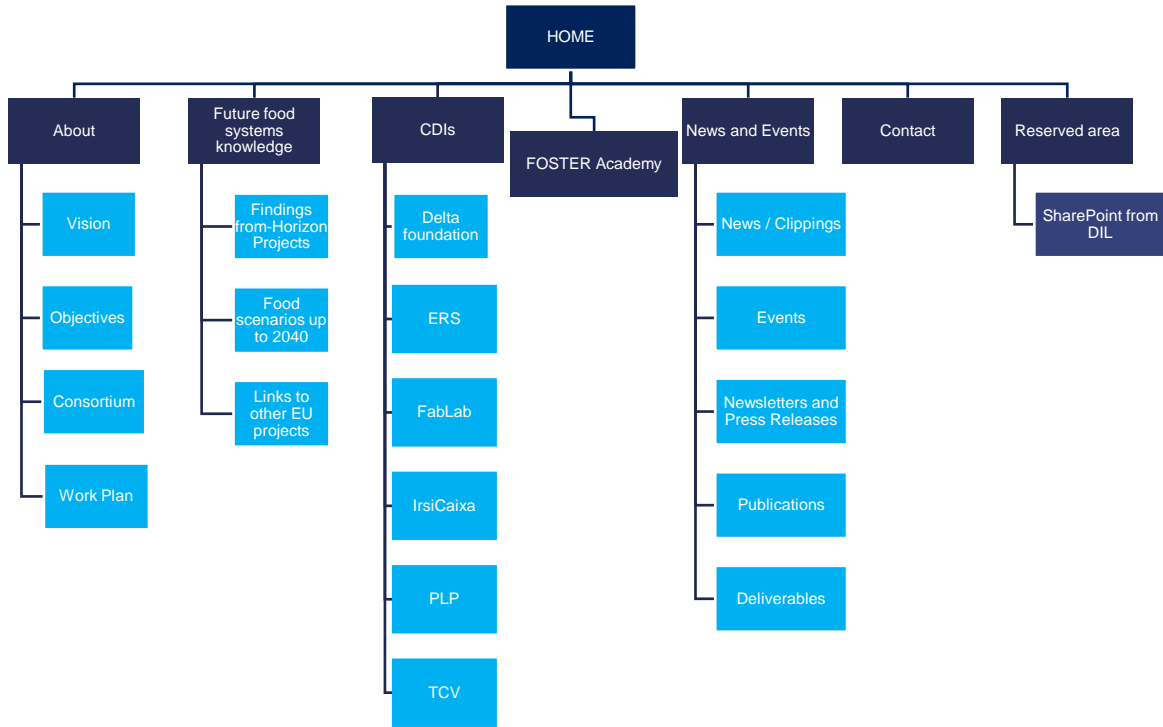 HOME
About
Future food
systems
knowledge
CDIs
FOSTER Academy
News and Events
Contact
Reserved area
Vision
Objectives
Consortium
Work Plan
Findings
from-Horizon
Projects
Food
scenarios up
to 2040
Links to
other EU
projects
Delta
foundation
ERS
FabLab
IrsiCaixa
PLP
TCV
News / Clippings
Events
Newsletters and
Press Releases
Publications
Deliverables
SharePoint from
DIL